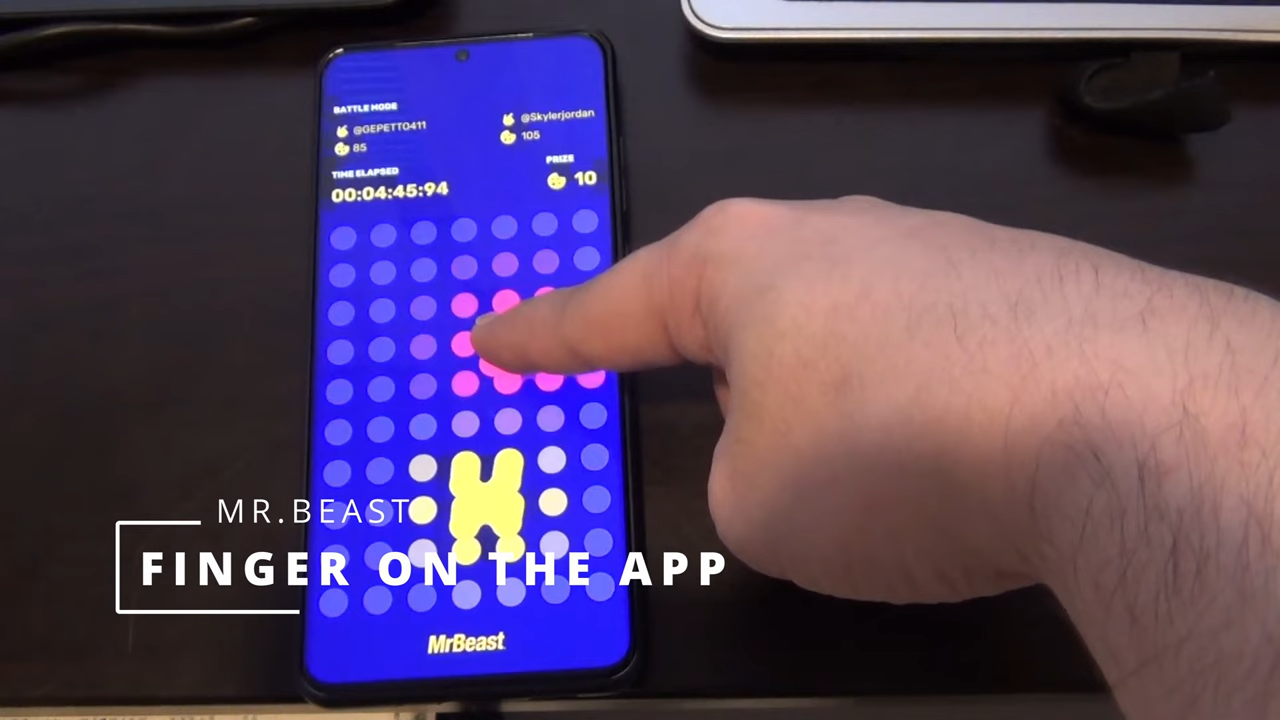 BATTLE MODE
@GEPETTO411
@Skylerjordan
85
105
TIME ELAPSED
PRIZE
00:04:45:94
10
MR.BEAST
FINGER ON THE APP
MrBeast